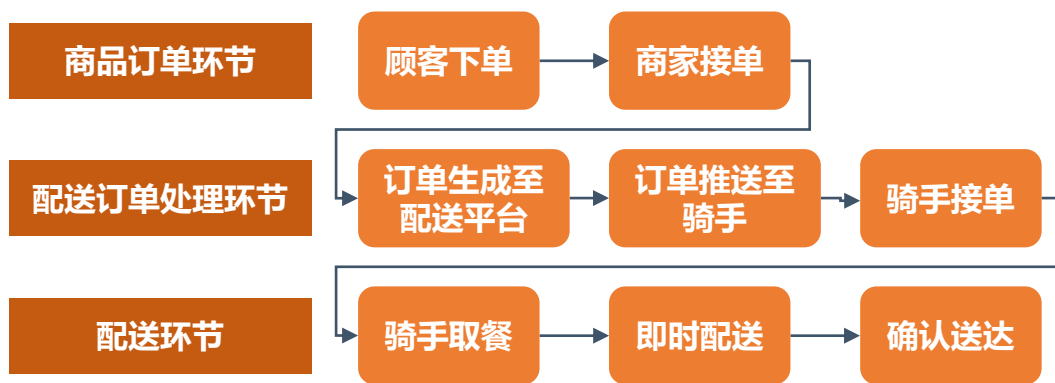 商品订单环节
顾客下单
商家接单
配送订单处理环节
订单生成至
配送平台
订单推送至
骑手
骑手接单
配送环节
骑手取餐
即时配送
确认送达